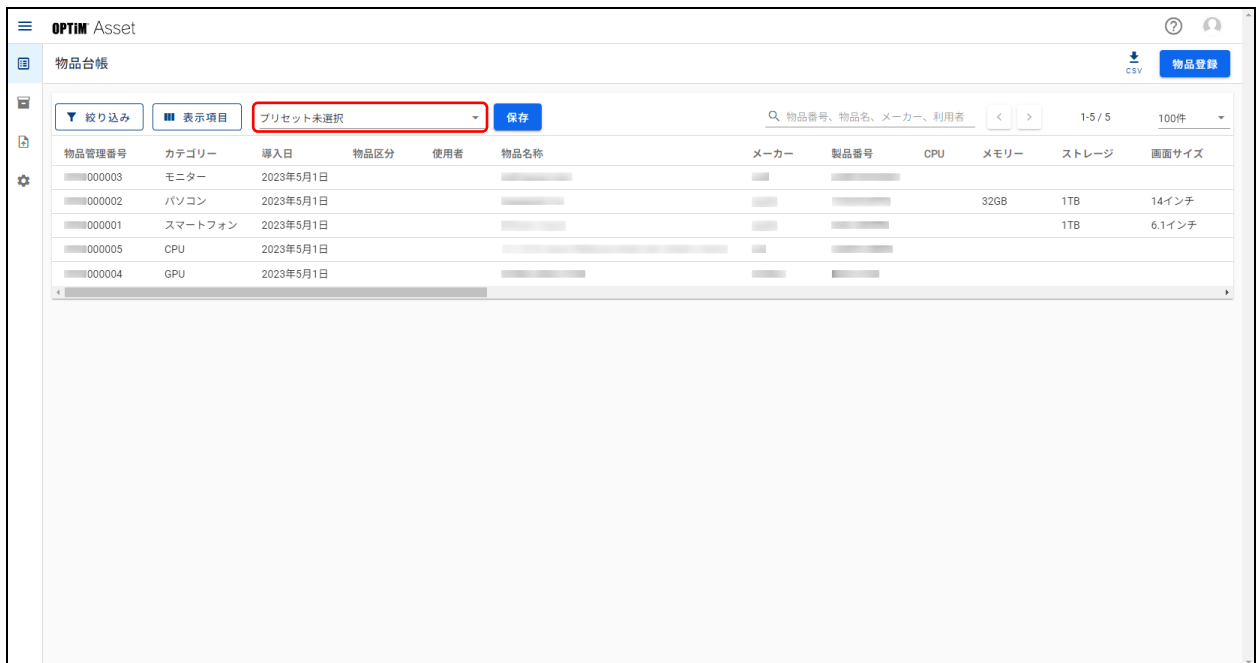 OPTiM Asset
物品台帳
CSV
物品登録
絞り込み 表示項目 プリセット未選択 保存 物品番号、物品名、メーカー、利用者 1-5 / 5 100件
物品管理番号 カテゴリー 導入日 物品区分 使用者 物品名称 メーカー 製品番号 CPU メモリー ストレージ 画面サイズ
000003 モニター 2023年5月1日
000002 パソコン 2023年5月1日 32GB 1TB 14インチ
000001 スマートフォン 2023年5月1日 1TB 6.1インチ
000005 CPU 2023年5月1日
000004 GPU 2023年5月1日